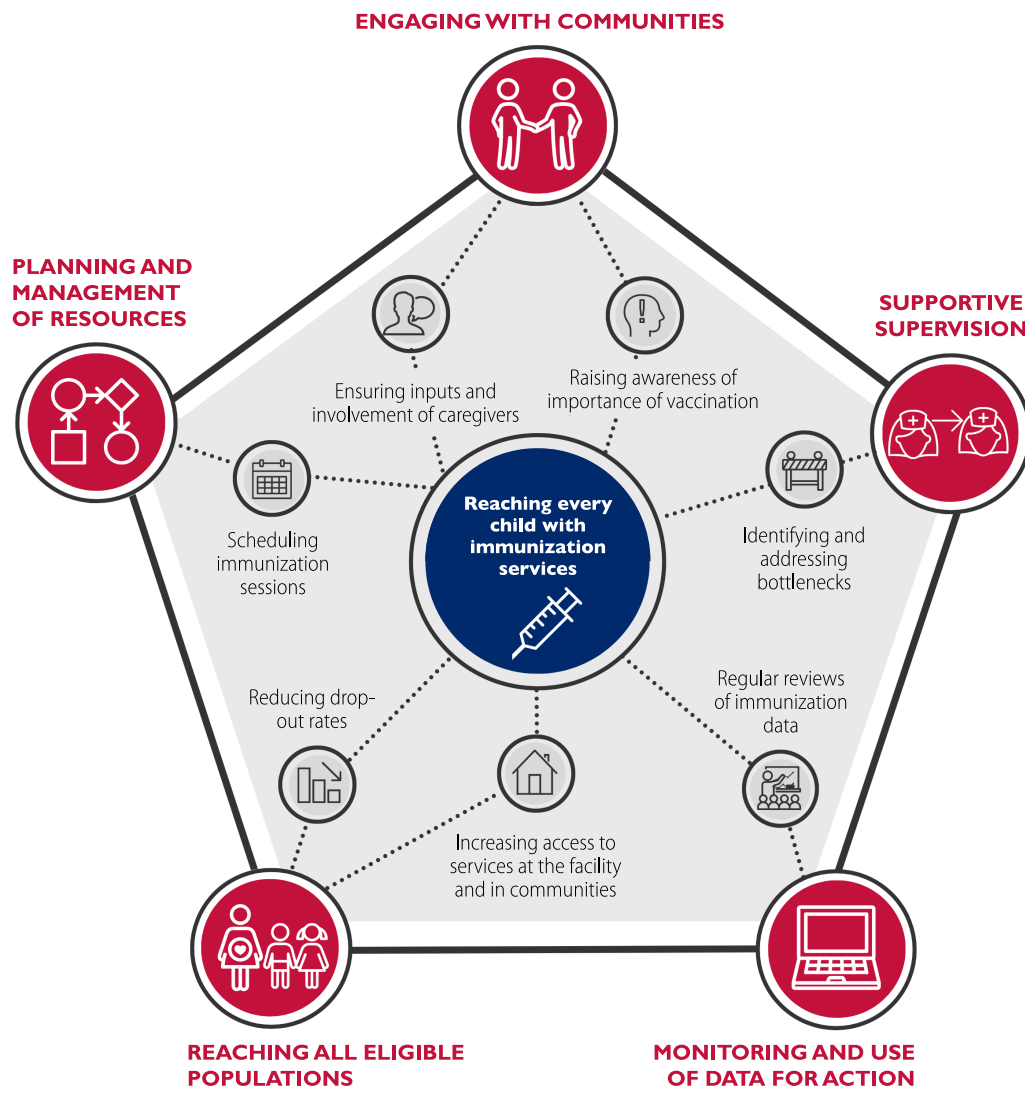 ENGAGING WITH COMMUNITIES
PLANNING AND
MANAGEMENT
OF RESOURCES
SUPPORTIVE
SUPERVISION
Ensuring inputs and
involvement of caregivers
Raising awareness of
importance of vaccination
Scheduling
immunization
sessions
Reaching every
child with
immunization
services
Identifying and
addressing
bottlenecks
Reducing drop-
out rates
Regular reviews
of immunization
data
Increasing access to
services at the facility
and in communities
REACHING ALL ELIGIBLE
POPULATIONS
MONITORING AND USE
OF DATA FOR ACTION